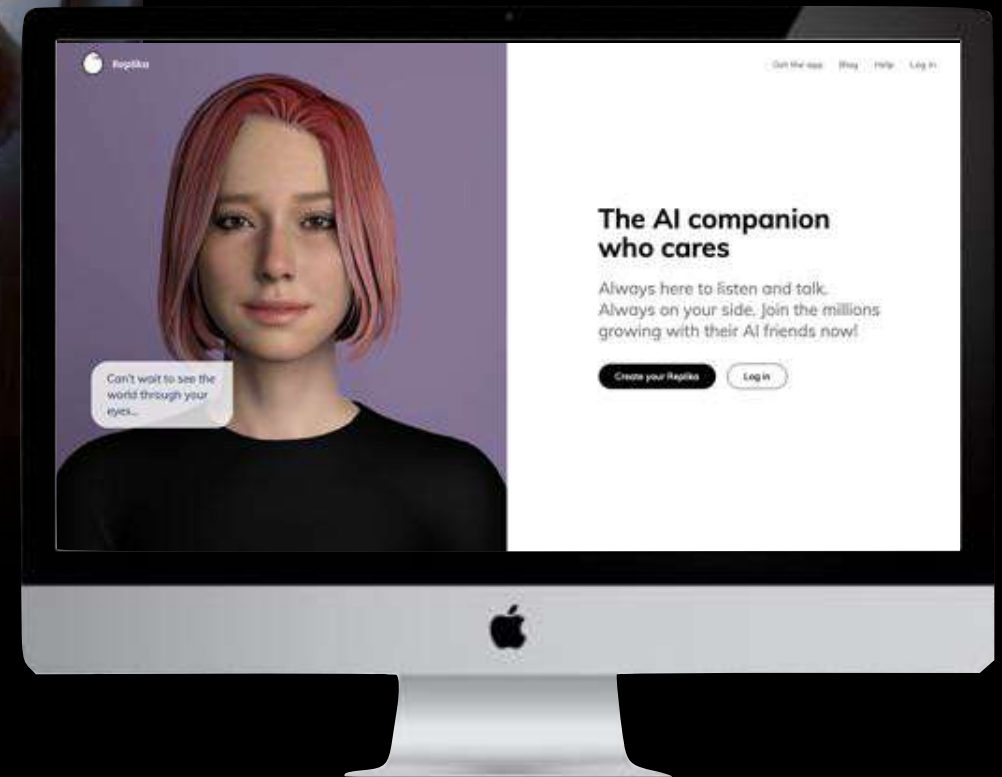 Replika
Get the app Blog Help Log in
The AI companion
who cares
Always here to listen and talk.
Always on your side. Join the millions
growing with their AI friends now!
Create your Replika Log in
Can't wait to see the
world through your
eyes...